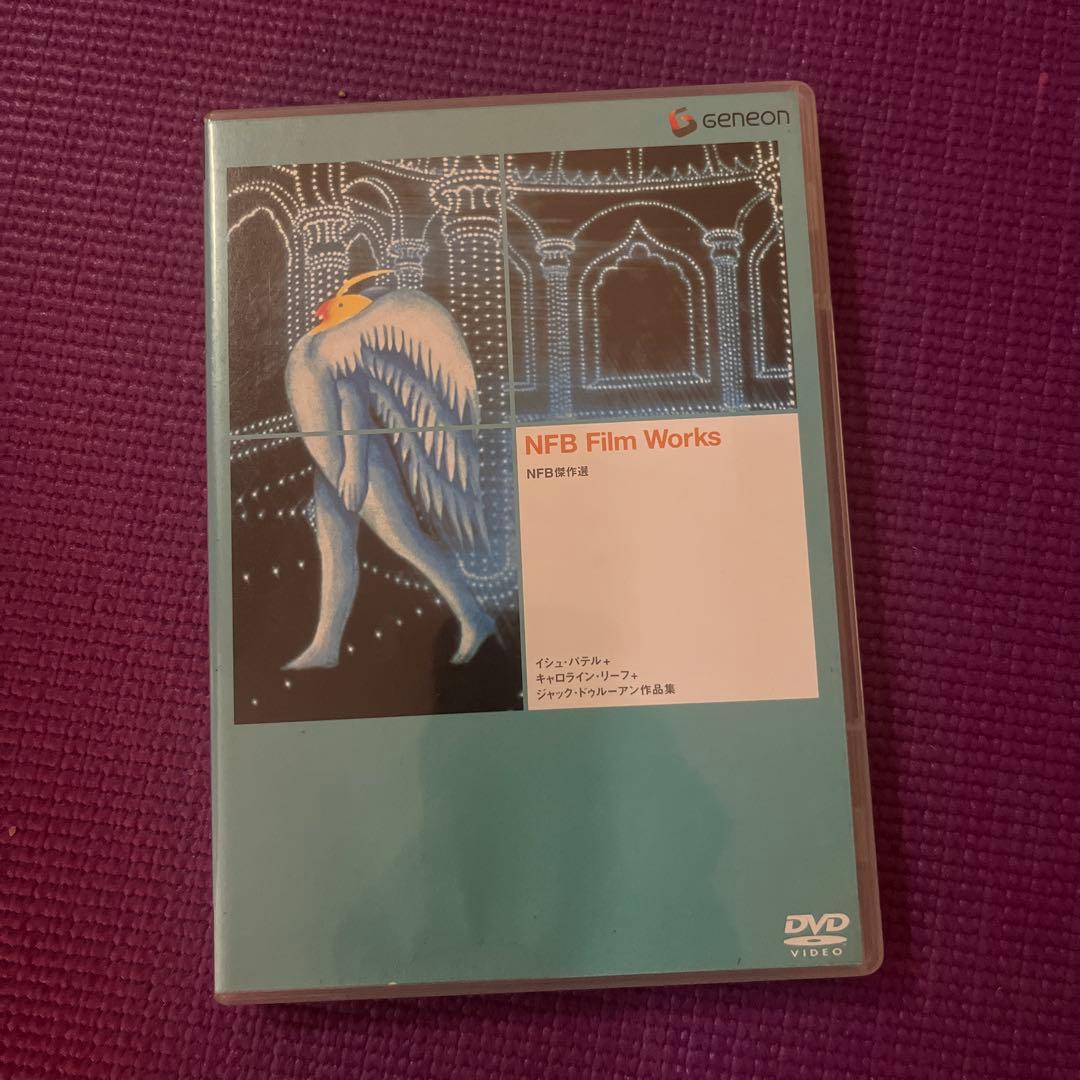 Geneon
NFB Film Works
NFB傑作選
イシュ・パテル+
キャロライン・リーフ+
ジャック・ドゥルーアン作品集
DVD
VIDEO